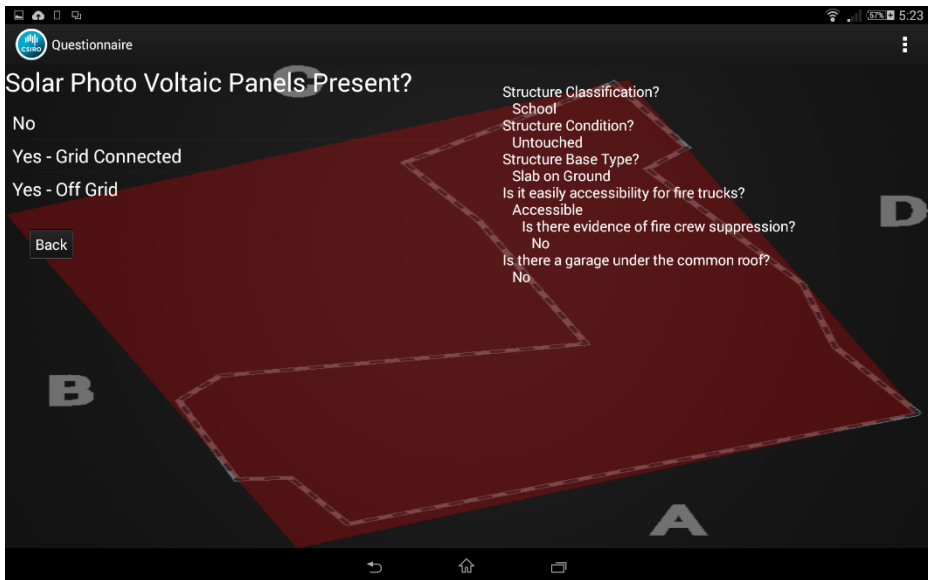 57% 5:23
CSIRO Questionnaire
Solar Photo Voltaic Panels Present?
No
Yes - Grid Connected
Yes - Off Grid
Back
Structure Classification?
School
Structure Condition?
Untouched
Structure Base Type?
Slab on Ground
Is it easily accessibility for fire trucks?
Accessible
Is there evidence of fire crew suppression?
No
Is there a garage under the common roof?
No
C
D
B
A